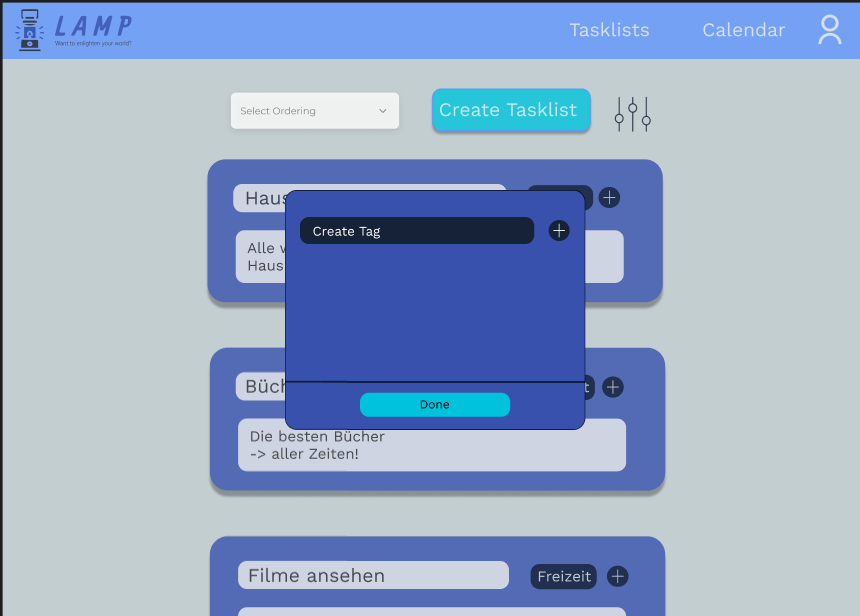 LAMP
Want to enlighten your world?
Tasklists
Calendar
Select Ordering
Create Tasklist
Haus
Create Tag
Alle
Haus
Büch
Done
Die besten Bücher
-> aller Zeiten!
Filme ansehen
Freizeit